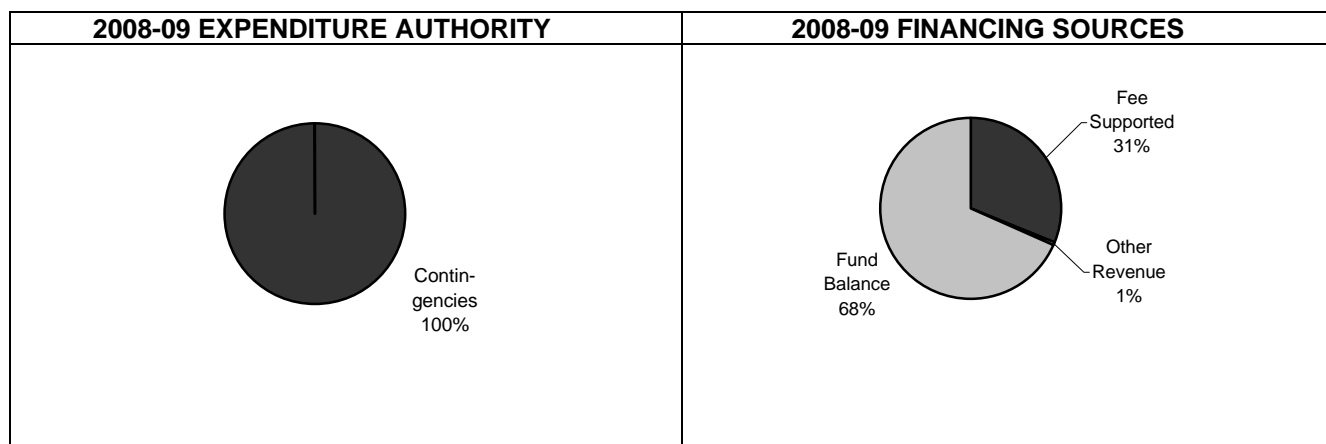 2008-09 EXPENDITURE AUTHORITY
Contin-
gencies
100%
2008-09 FINANCING SOURCES
Fee
Supported
31%
Other
Revenue
1%
Fund
Balance
68%